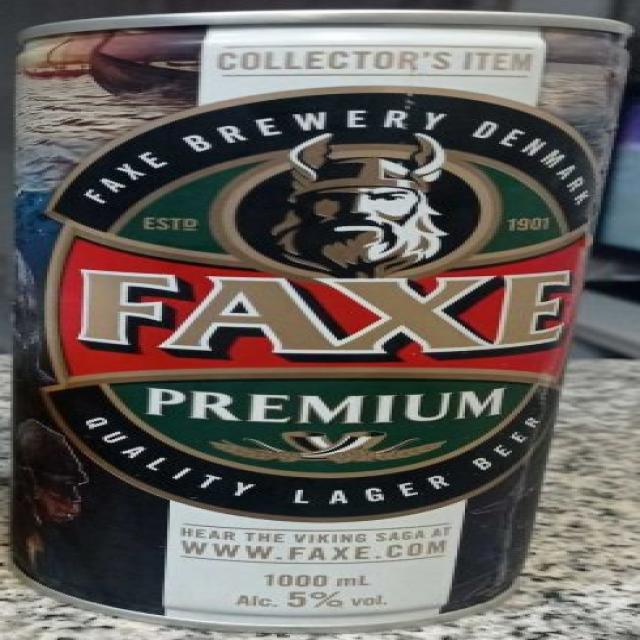 COLLECTOR'S ITEM
FAXE BREWERY DENMARK
ESTD 1901
FAXE
PREMIUM
QUALITY LAGER BEER
HEAR THE VIKING SAGA AT
WWW.FAXE.COM
1000 mL
Alc. 5% vol.